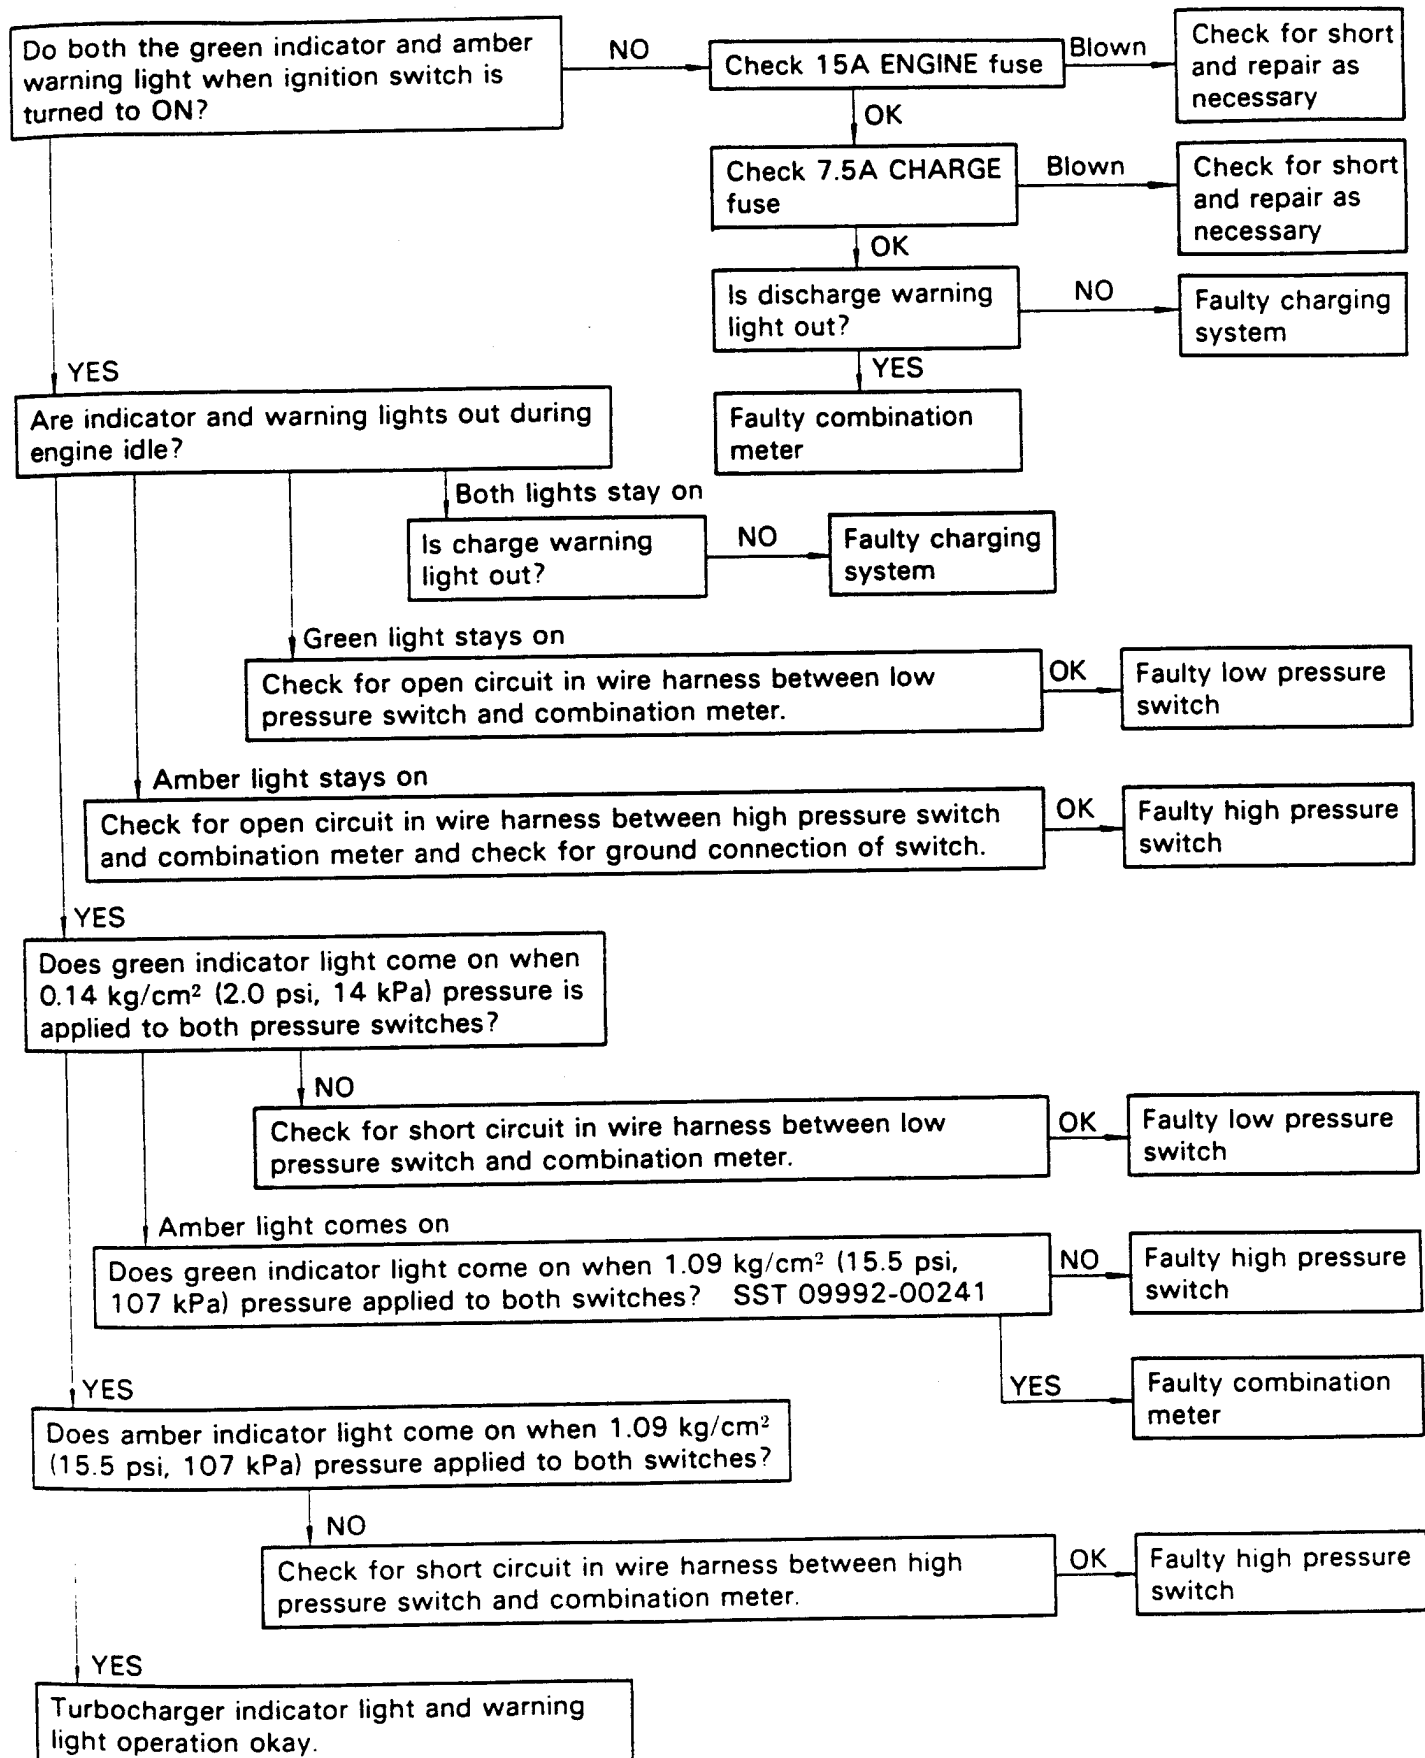 Do both the green indicator and amber
warning light when ignition switch is
turned to ON?
NO
Check 15A ENGINE fuse
Blown
Check for short
and repair as
necessary
OK
Check 7.5A CHARGE
fuse
Blown
Check for short
and repair as
necessary
OK
Is discharge warning
light out?
NO
Faulty charging
system
YES
Faulty combination
meter
YES
Are indicator and warning lights out during
engine idle?
Both lights stay on
Is charge warning
light out?
NO
Faulty charging
system
Green light stays on
Check for open circuit in wire harness between low
pressure switch and combination meter.
OK
Faulty low pressure
switch
Amber light stays on
Check for open circuit in wire harness between high pressure switch
and combination meter and check for ground connection of switch.
OK
Faulty high pressure
switch
YES
Does green indicator light come on when
0.14 kg/cm² (2.0 psi, 14 kPa) pressure is
applied to both pressure switches?
NO
Check for short circuit in wire harness between low
pressure switch and combination meter.
OK
Faulty low pressure
switch
Amber light comes on
Does green indicator light come on when 1.09 kg/cm² (15.5 psi,
107 kPa) pressure applied to both switches? SST 09992-00241
NO
Faulty high pressure
switch
YES
Faulty combination
meter
YES
Does amber indicator light come on when 1.09 kg/cm²
(15.5 psi, 107 kPa) pressure applied to both switches?
NO
Check for short circuit in wire harness between high
pressure switch and combination meter.
OK
Faulty high pressure
switch
YES
Turbocharger indicator light and warning
light operation okay.